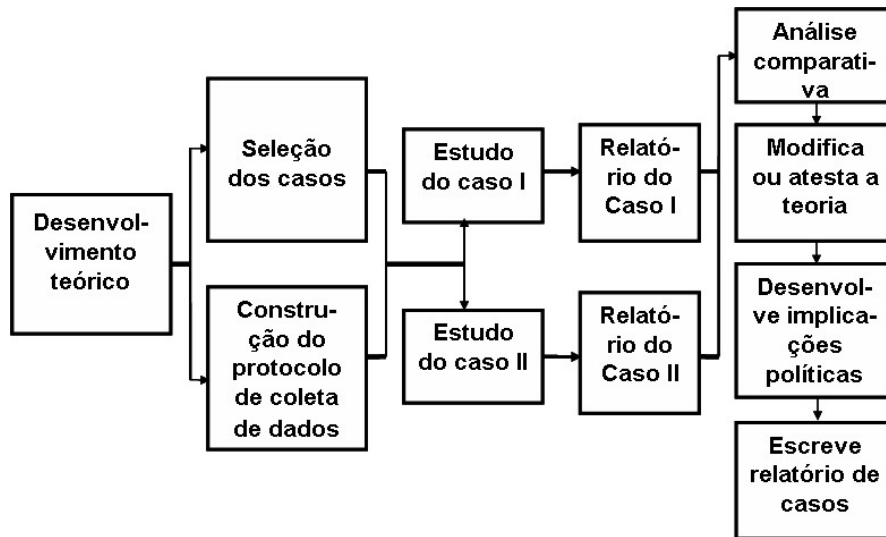 Desenvol-
vimento
teórico
Seleção
dos casos
Constru-
ção do
protocolo
de coleta
de dados
Estudo
do caso I
Estudo
do caso II
Relató-
rio do
Caso I
Relató-
rio do
Caso II
Análise
comparati-
va
Modifica
ou atesta a
teoria
Desenvol-
ve implica-
ções
políticas
Escreve
relatório de
casos